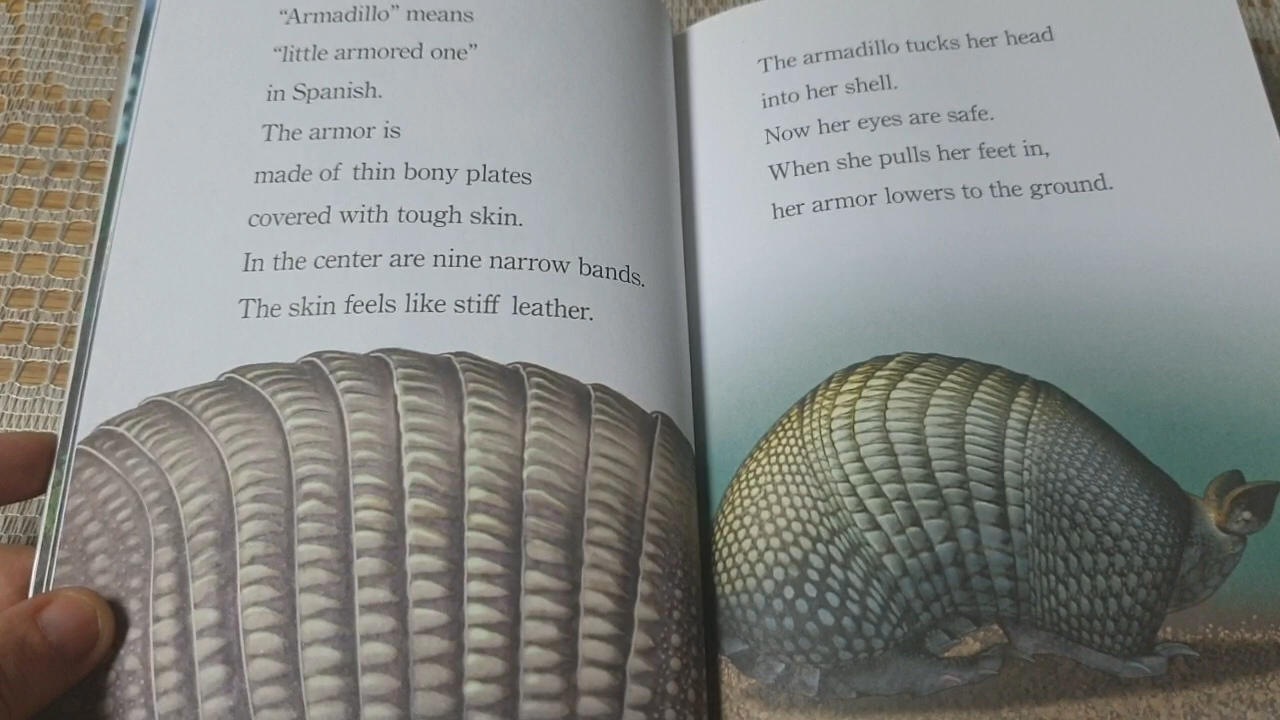 “Armadillo” means
“little armored one”
in Spanish.
The armor is
made of thin bony plates
covered with tough skin.
In the center are nine narrow bands.
The skin feels like stiff leather.
The armadillo tucks her head
into her shell.
Now her eyes are safe.
When she pulls her feet in,
her armor lowers to the ground.